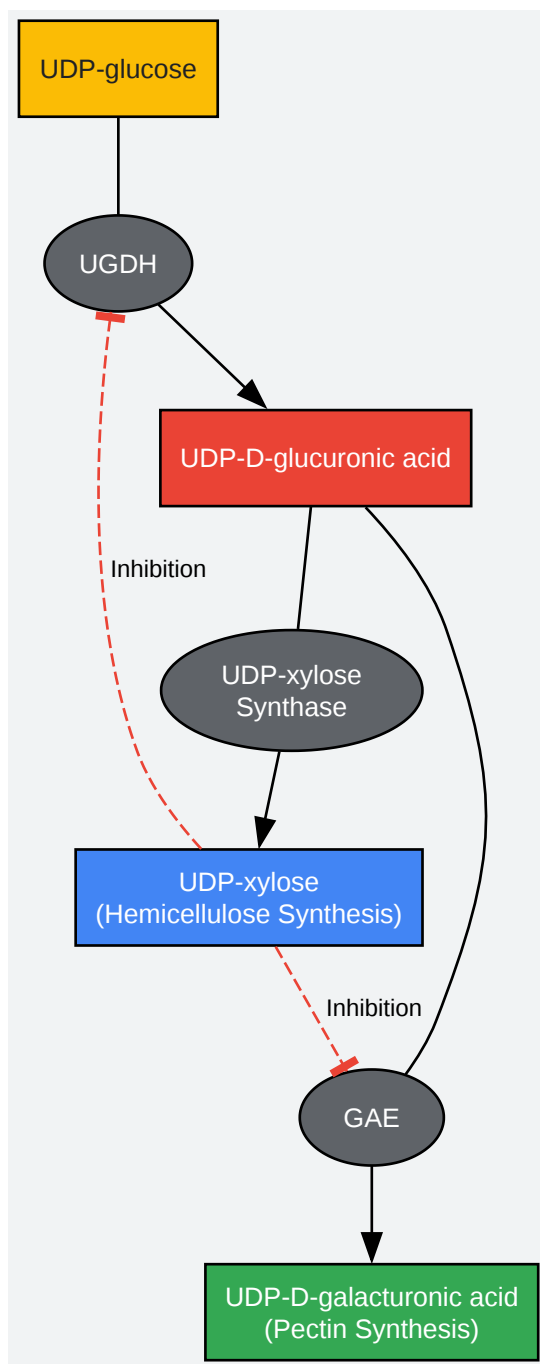 UDP-glucose
UGDH
UDP-D-glucuronic acid
Inhibition
UDP-xylose
Synthase
UDP-xylose
(Hemicellulose Synthesis)
Inhibition
GAE
UDP-D-galacturonic acid
(Pectin Synthesis)